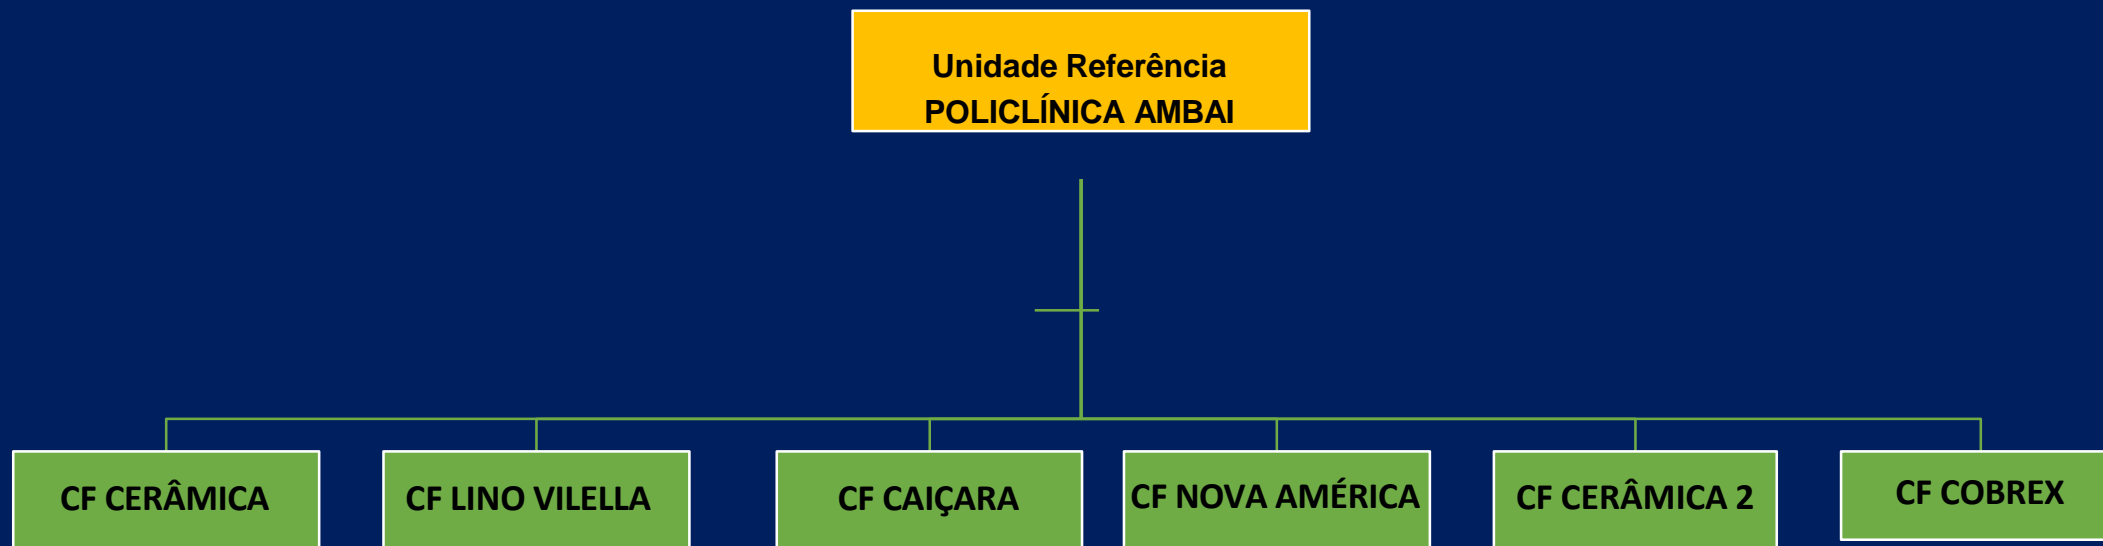 Unidade Referência
POLICLÍNICA AMBAI
CF CERÂMICA
CF LINO VILELLA
CF CAIÇARA
CF NOVA AMÉRICA
CF CERÂMICA 2
CF COBREX